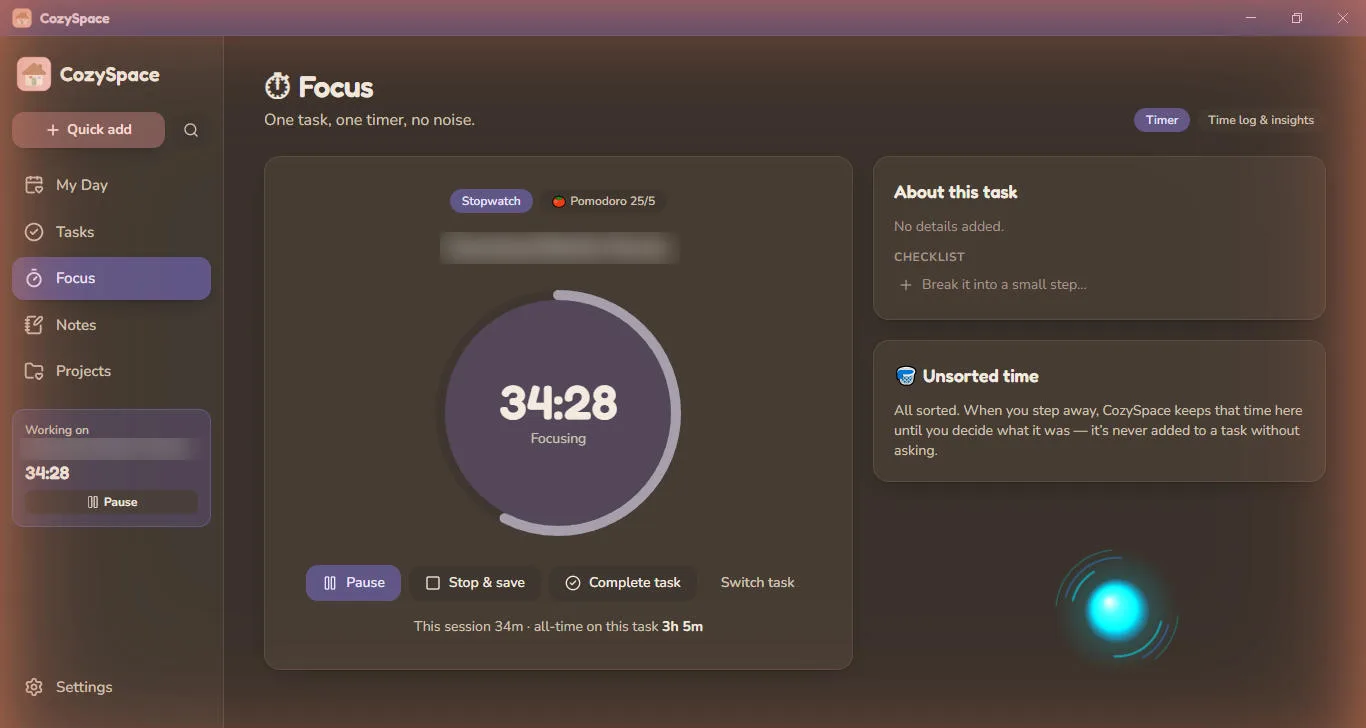 CozySpace
CozySpace
+ Quick add
My Day
Tasks
Focus
Notes
Projects
Working on
34:28
Pause
Settings
Focus
One task, one timer, no noise.
Timer
Time log & insights
Stopwatch
Pomodoro 25/5
34:28
Focusing
Pause
Stop & save
Complete task
Switch task
This session 34m · all-time on this task 3h 5m
About this task
No details added.
CHECKLIST
+ Break it into a small step...
Unsorted time
All sorted. When you step away, CozySpace keeps that time here
until you decide what it was — it's never added to a task without
asking.